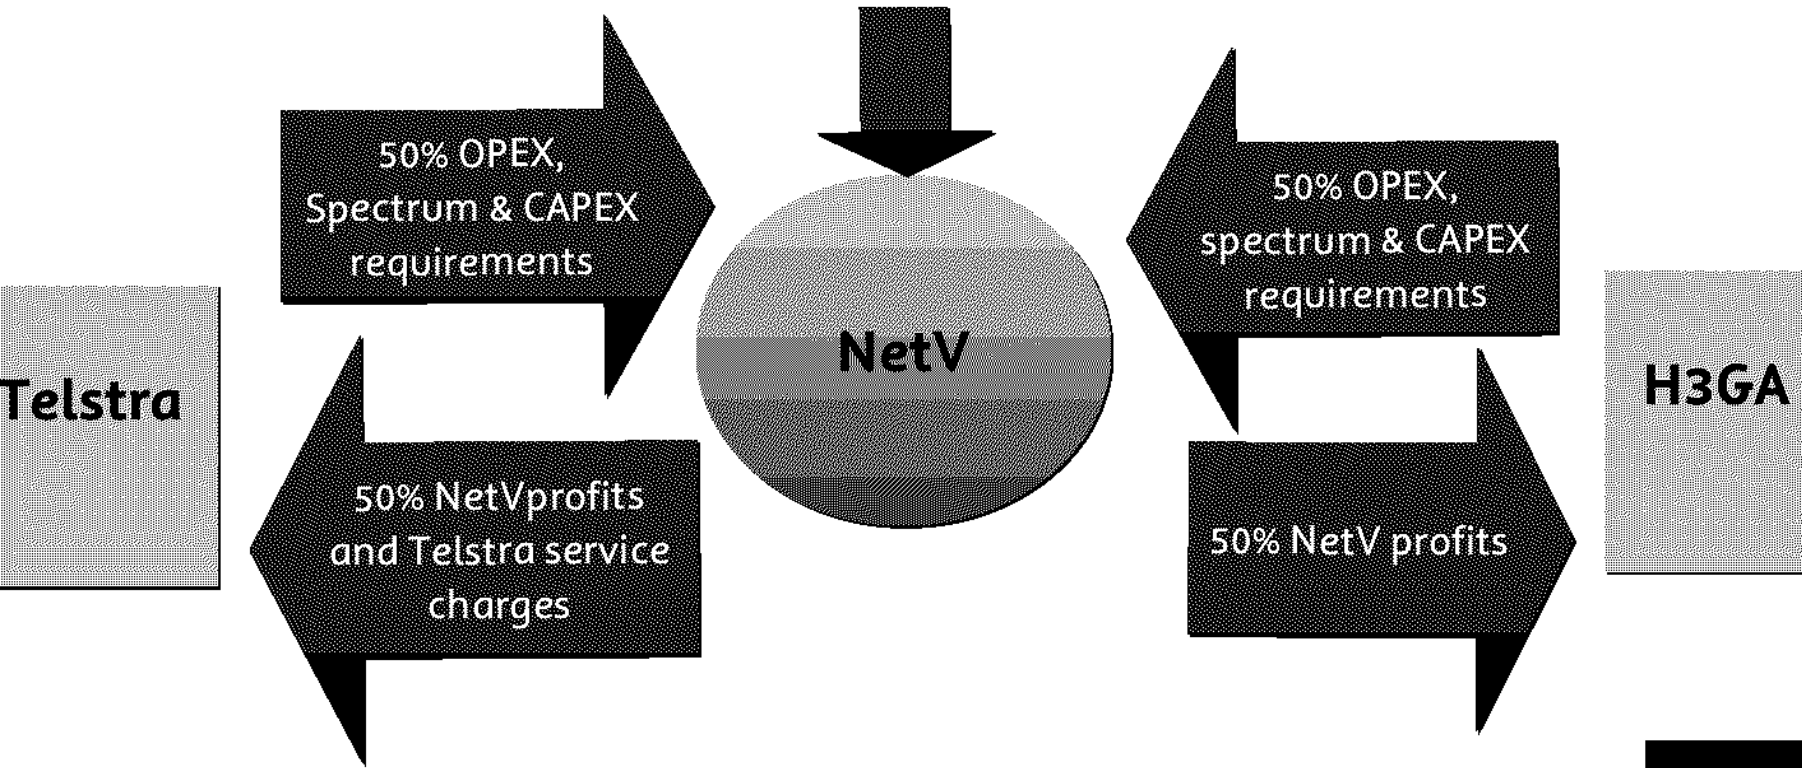 50% OPEX,
Spectrum & CAPEX
requirements
50% OPEX,
spectrum & CAPEX
requirements
Telstra
NetV
H3GA
50% NetVprofits
and Telstra service
charges
50% NetV profits